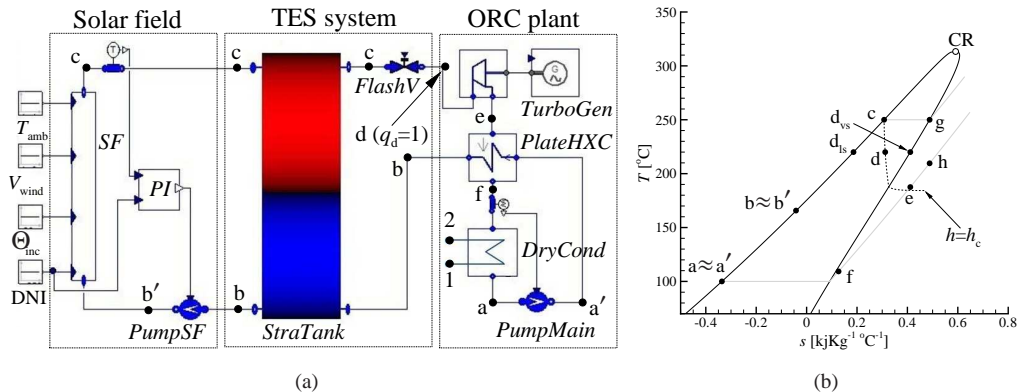 Solar field
TES system
ORC plant
c
T
c
c
FlashV
G
TurboGen
T_amb
SF
d (q_d=1)
e
PlateHXC
V_wind
PI
b
f
Θ_inc
2
DryCond
1
DNI
b′
b
a
a′
PumpSF
StraTank
PumpMain
(a)
T [°C]
350
300
250
200
150
100
CR
c
g
d_vs
d_ls
d
h
e
b≈b′
h=h_c
a≈a′
f
-0.4
-0.2
0
0.2
0.4
0.6
0.8
s [kjKg⁻¹ °C⁻¹]
(b)